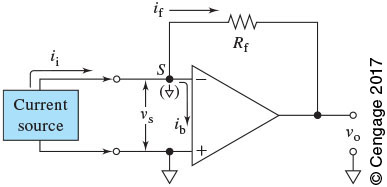 i_f
R_f
i_i
S
Current
source
v_s
i_b
−
+
v_o
© Cengage 2017